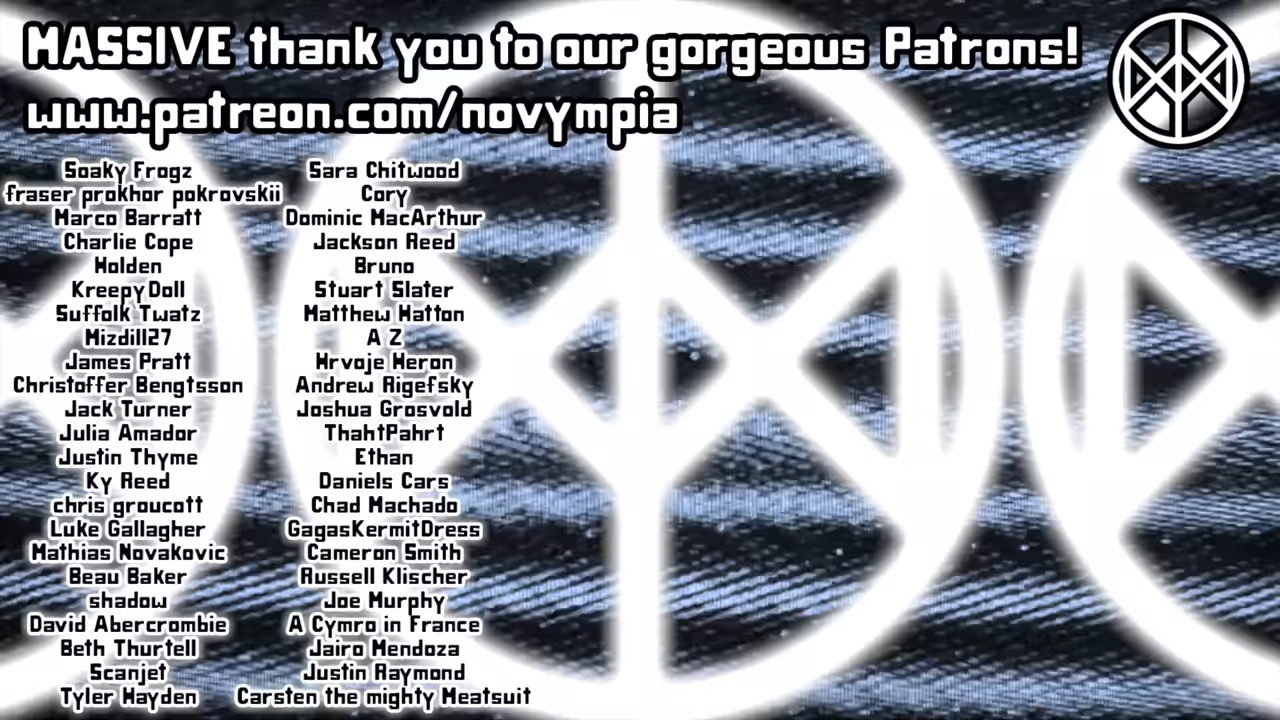 MASSIVE thank you to our gorgeous Patrons!
www.patreon.com/novympia
Soaky Frogz
fraser prokhor pokrovskii
Marco Barratt
Charlie Cope
Holden
KreepyDoll
Suffolk Twatz
Mizdill27
James Pratt
Christoffer Bengtsson
Jack Turner
Julia Amador
Justin Thyme
Ky Reed
chris groucott
Luke Gallagher
Mathias Novakovic
Beau Baker
shadow
David Abercrombie
Beth Thurtell
Scanjet
Tyler Hayden
Sara Chitwood
Cory
Dominic MacArthur
Jackson Reed
Bruno
Stuart Slater
Matthew Hatton
A Z
Hrvoje Heron
Andrew Rigefsky
Joshua Grosvold
ThahtPahrt
Ethan
Daniels Cars
Chad Machado
GagasKermitDress
Cameron Smith
Russell Klischer
Joe Murphy
A Cymro in France
Jairo Mendoza
Justin Raymond
Carsten the mighty Meatsuit